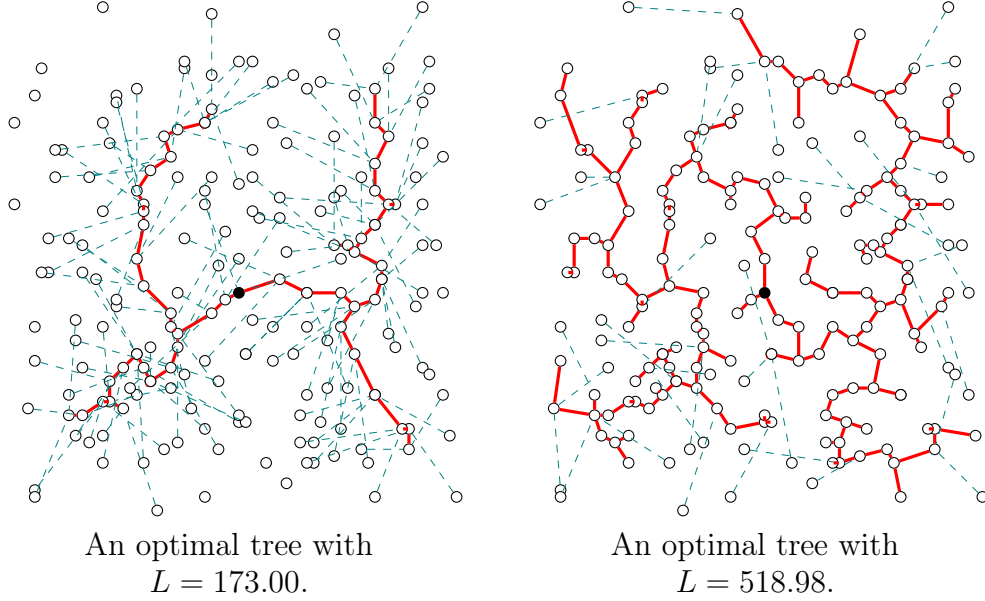 An optimal tree with
L = 173.00.
An optimal tree with
L = 518.98.